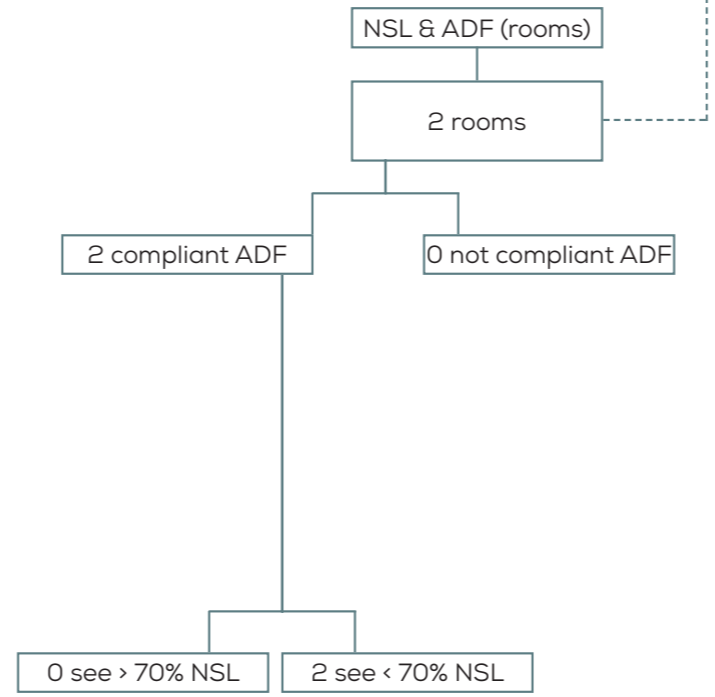 NSL & ADF (rooms)
2 rooms
2 compliant ADF
0 not compliant ADF
0 see > 70% NSL
2 see < 70% NSL